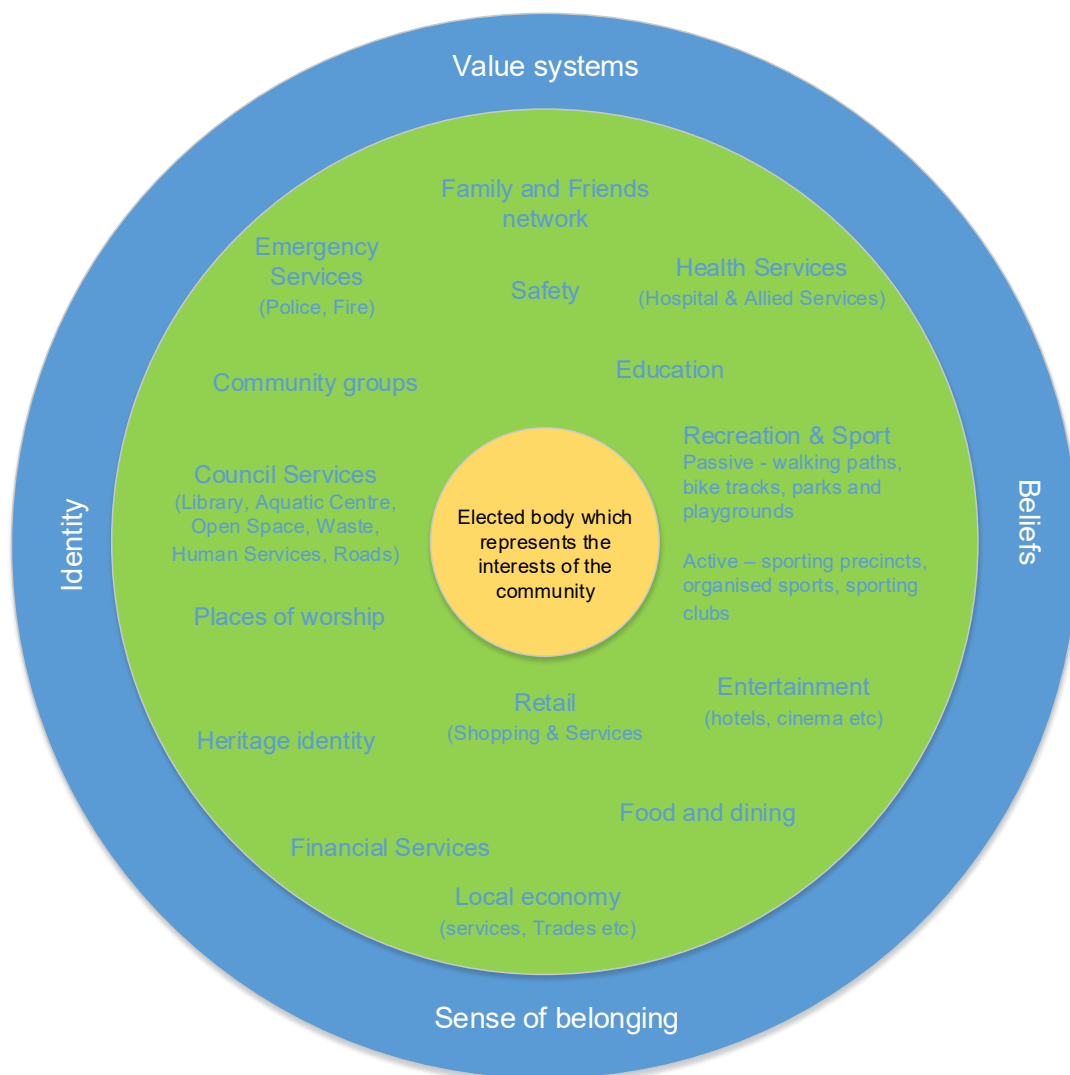 Value systems
Family and Friends
network
Emergency
Services
(Police, Fire)
Safety
Health Services
(Hospital & Allied Services)
Community groups
Education
Recreation & Sport
Passive - walking paths,
bike tracks, parks and
playgrounds
Active – sporting precincts,
organised sports, sporting
clubs
Council Services
(Library, Aquatic Centre,
Open Space, Waste,
Human Services, Roads)
Identity
Elected body which
represents the
interests of the
community
Beliefs
Places of worship
Retail
(Shopping & Services
Entertainment
(hotels, cinema etc)
Heritage identity
Food and dining
Financial Services
Local economy
(services, Trades etc)
Sense of belonging